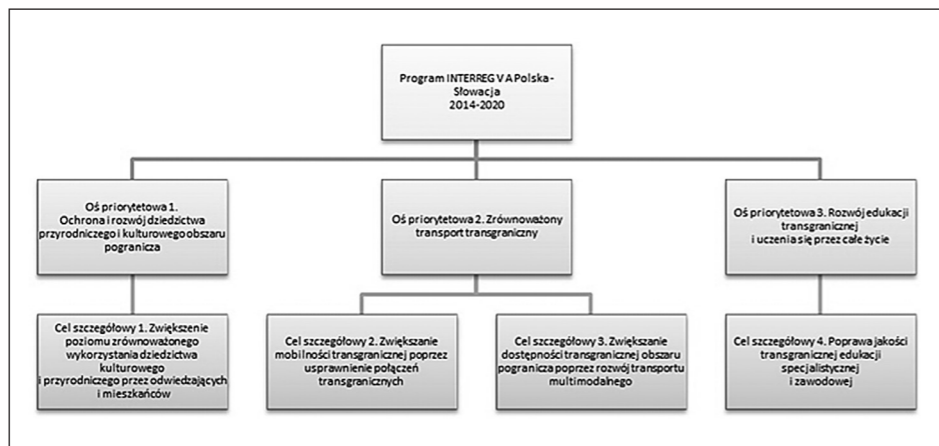 Program INTERREG V A Polska-
Słowacja
2014-2020
Oś priorytetowa 1.
Ochrona i rozwój dziedzictwa
przyrodniczego i kulturowego obszaru
pogranicza
Oś priorytetowa 2. Zrównoważony
transport transgraniczny
Oś priorytetowa 3. Rozwój edukacji
transgranicznej
i uczenia się przez całe życie
Cel szczegółowy 1. Zwiększenie
poziomu zrównoważonego
wykorzystania dziedzictwa
kulturowego
i przyrodniczego przez odwiedzających
i mieszkańców
Cel szczegółowy 2. Zwiększanie
mobilności transgranicznej poprzez
usprawnienie połączeń
transgranicznych
Cel szczegółowy 3. Zwiększanie
dostępności transgranicznej obszaru
pogranicza poprzez rozwój transportu
multimodalnego
Cel szczegółowy 4. Poprawa jakości
transgranicznej edukacji
specjalistycznej
i zawodowej